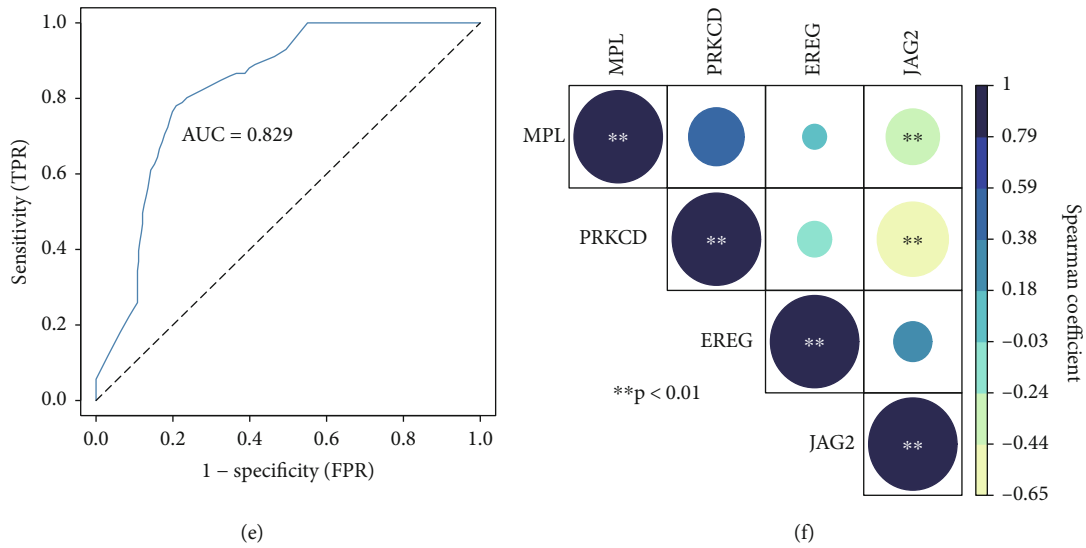 1.0
0.8
0.6
0.4
0.2
0.0
Sensitivity (TPR)
AUC = 0.829
0.0 0.2 0.4 0.6 0.8 1.0
1 – specificity (FPR)
(e)
MPL PRKCD EREG JAG2
MPL ** **
PRKCD ** **
EREG **
**p < 0.01
JAG2 **
1
0.79
0.59
0.38
0.18
–0.03
–0.24
–0.44
–0.65
Spearman coefficient
(f)